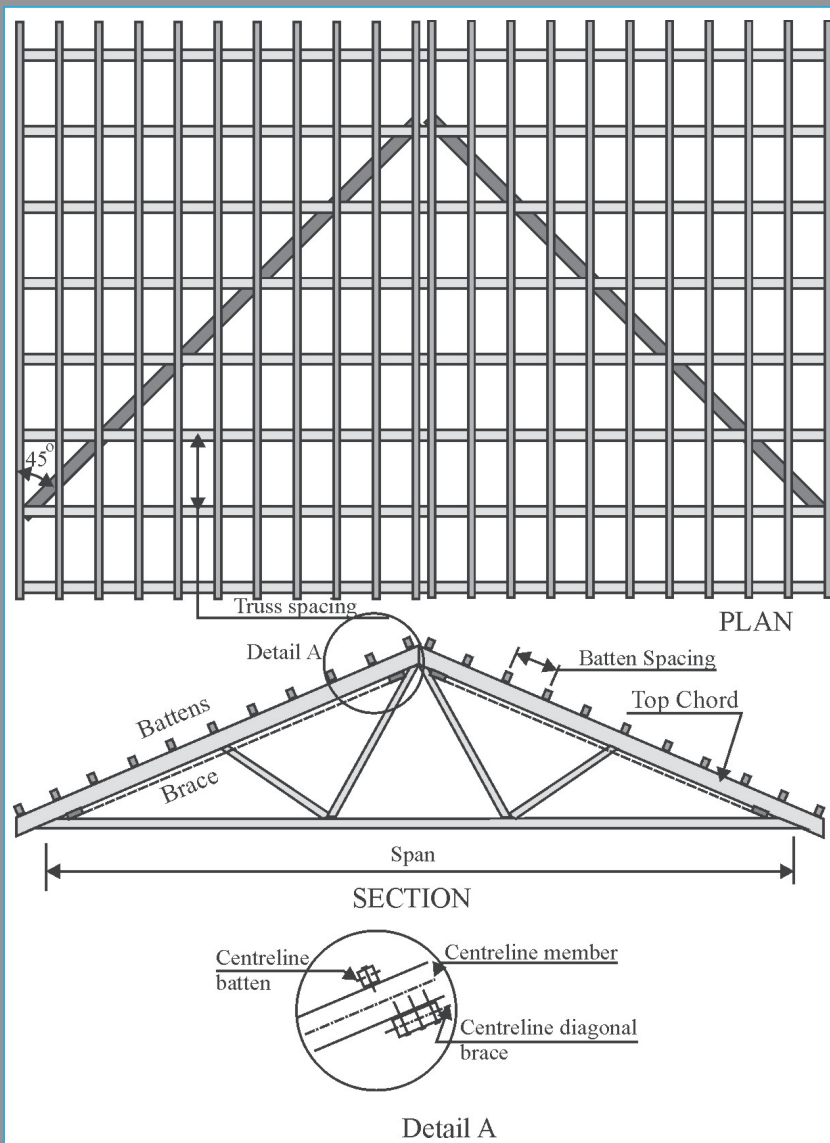 45°
Truss spacing
PLAN
Detail A
Batten Spacing
Top Chord
Battens
Brace
Span
SECTION
Centreline
batten
Centreline member
Centreline diagonal
brace
Detail A